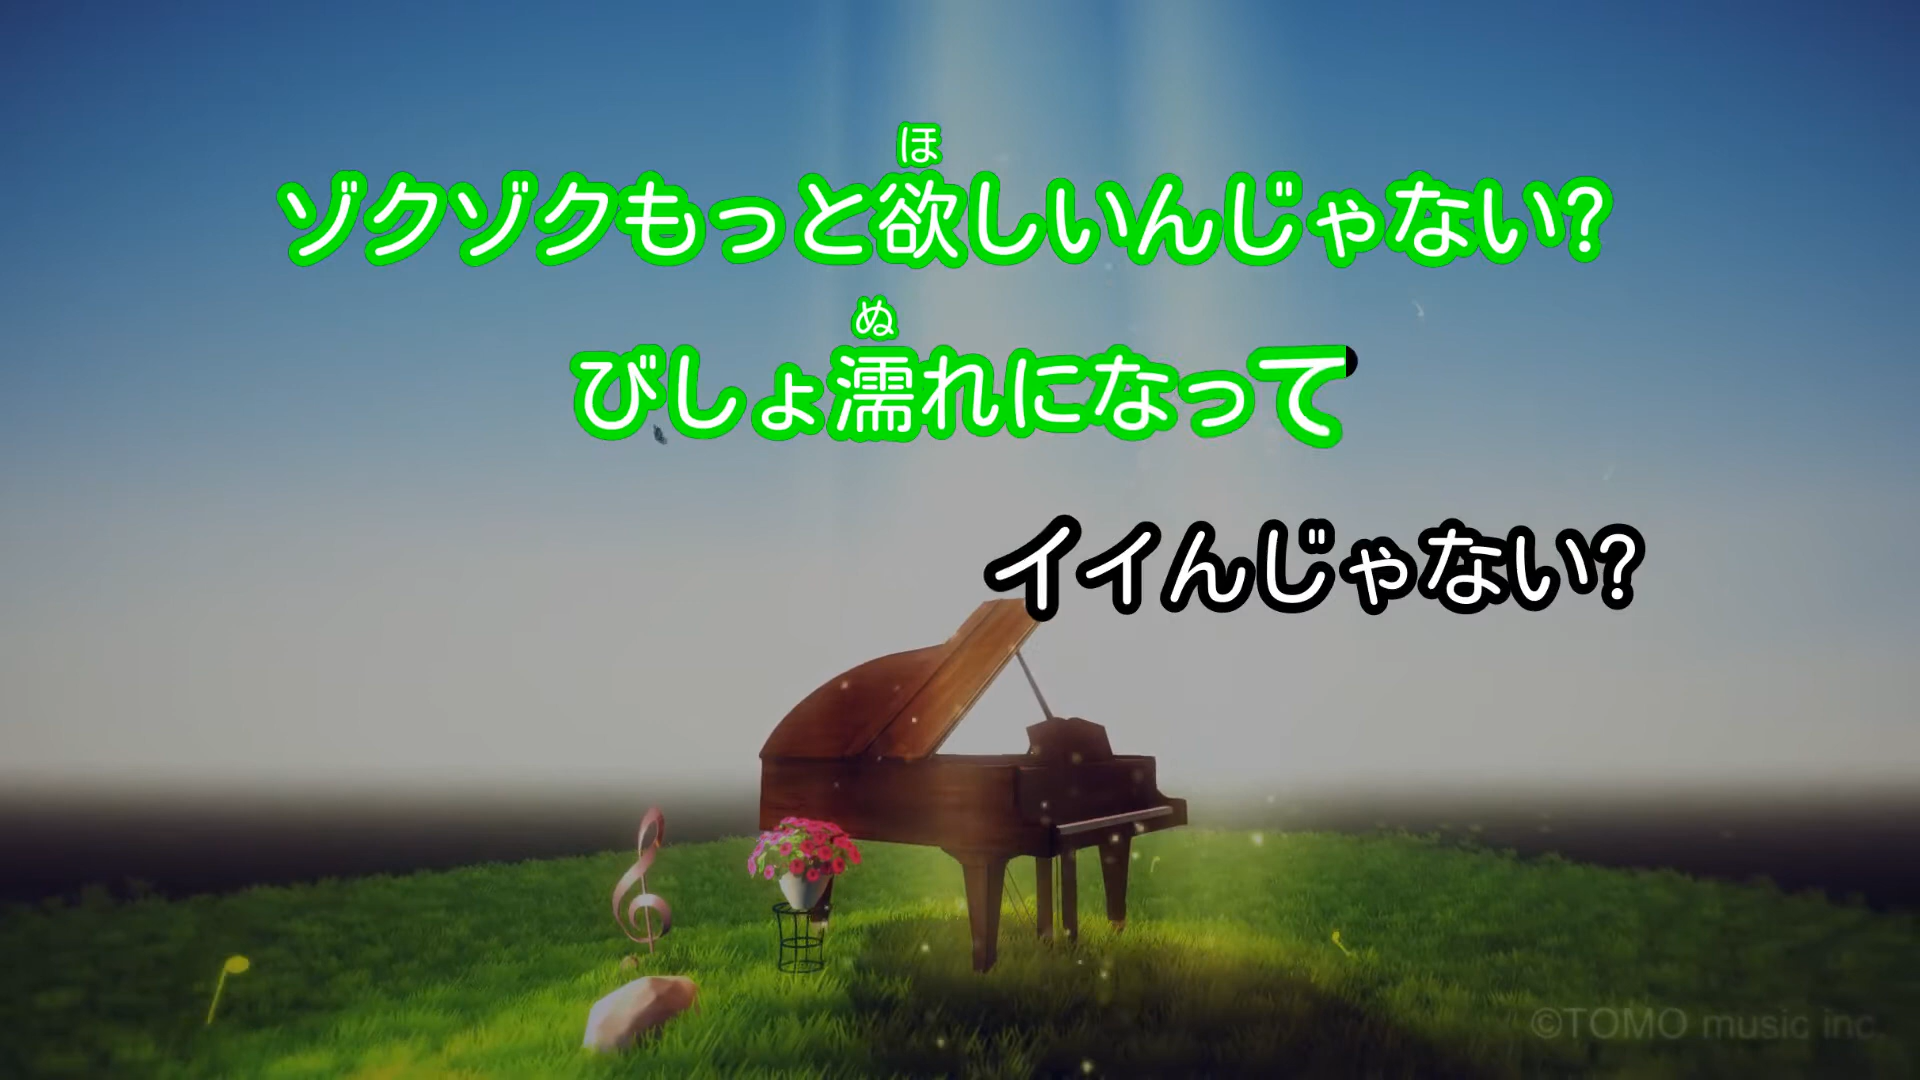 ほ
ゾクゾクもっと欲しいんじゃない?
ぬ
びしょ濡れになって
イイんじゃない?
©TOMO music inc.